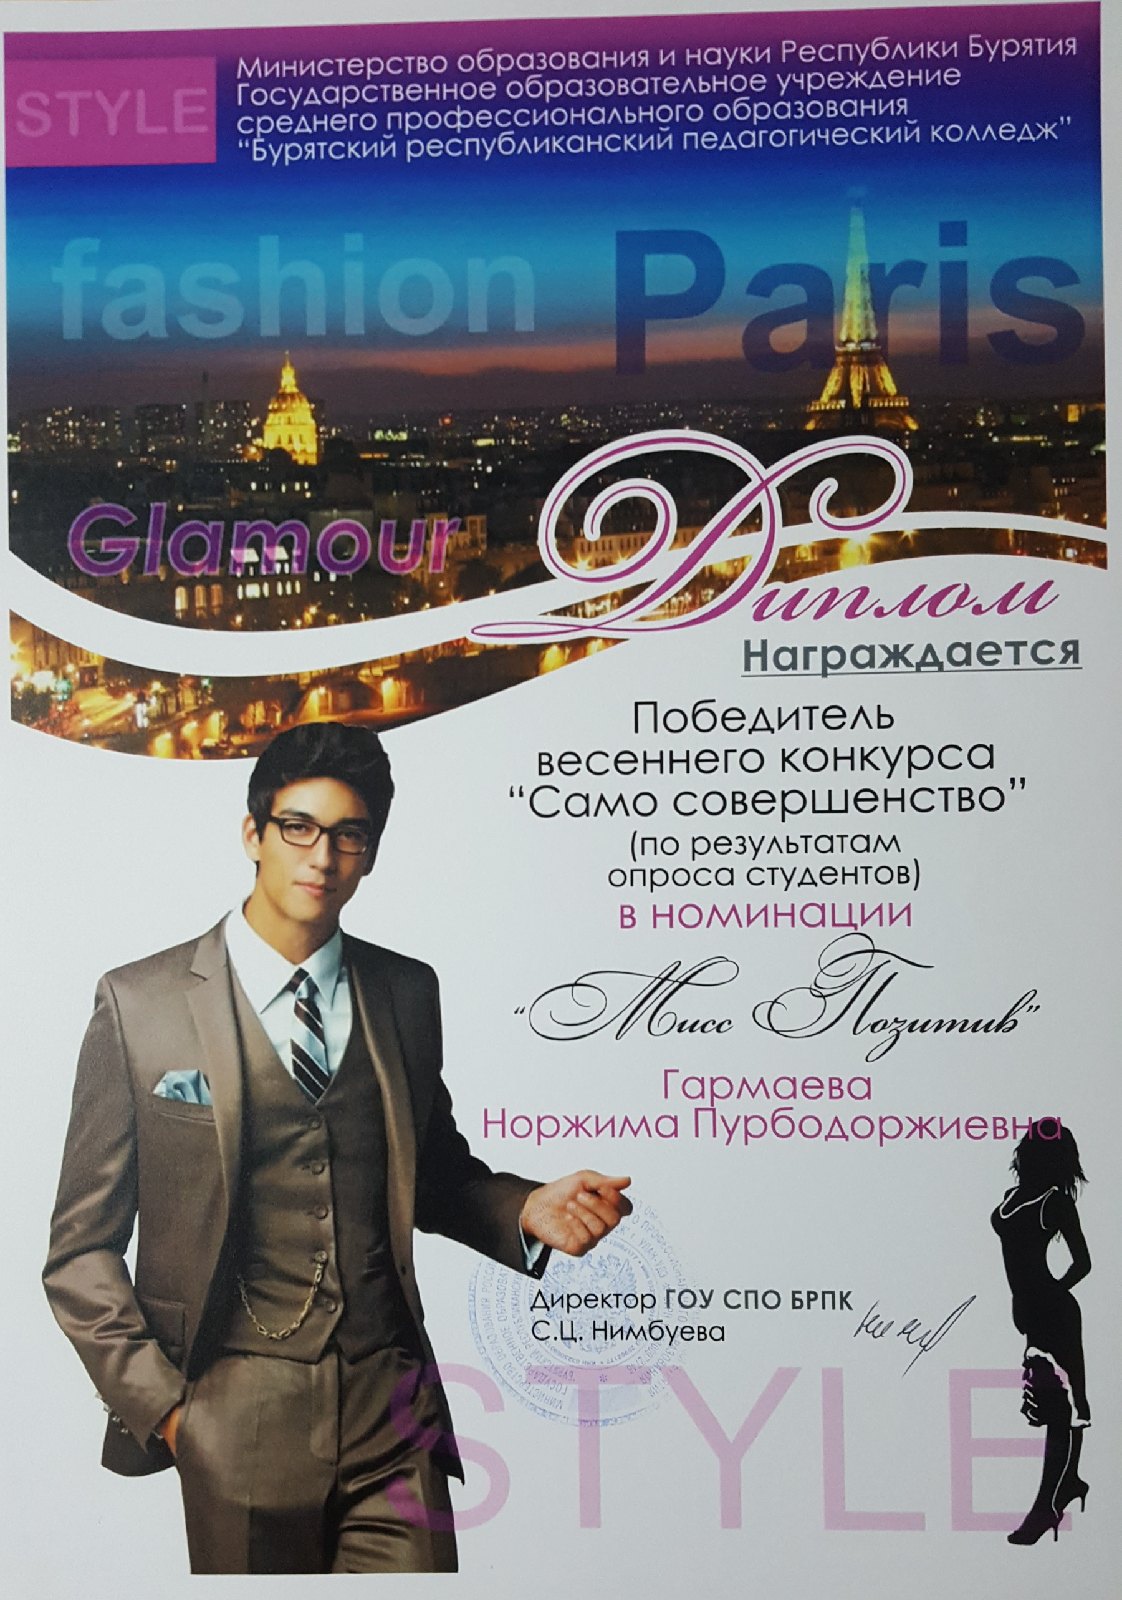 STYLE
Министерство образования и науки Республики Бурятия
Государственное образовательное учреждение
среднего профессионального образования
“Бурятский республиканский педагогический колледж”
fashion
Paris
Glamour
Диплом
Награждается
Победитель
весеннего конкурса
“Само совершенство”
(по результатам
опроса студентов)
в номинации
“Мисс Позитив”
Гармаева
Норжима Пурбодоржиевна
Директор ГОУ СПО БРПК
С.Ц. Нимбуева
STYLE